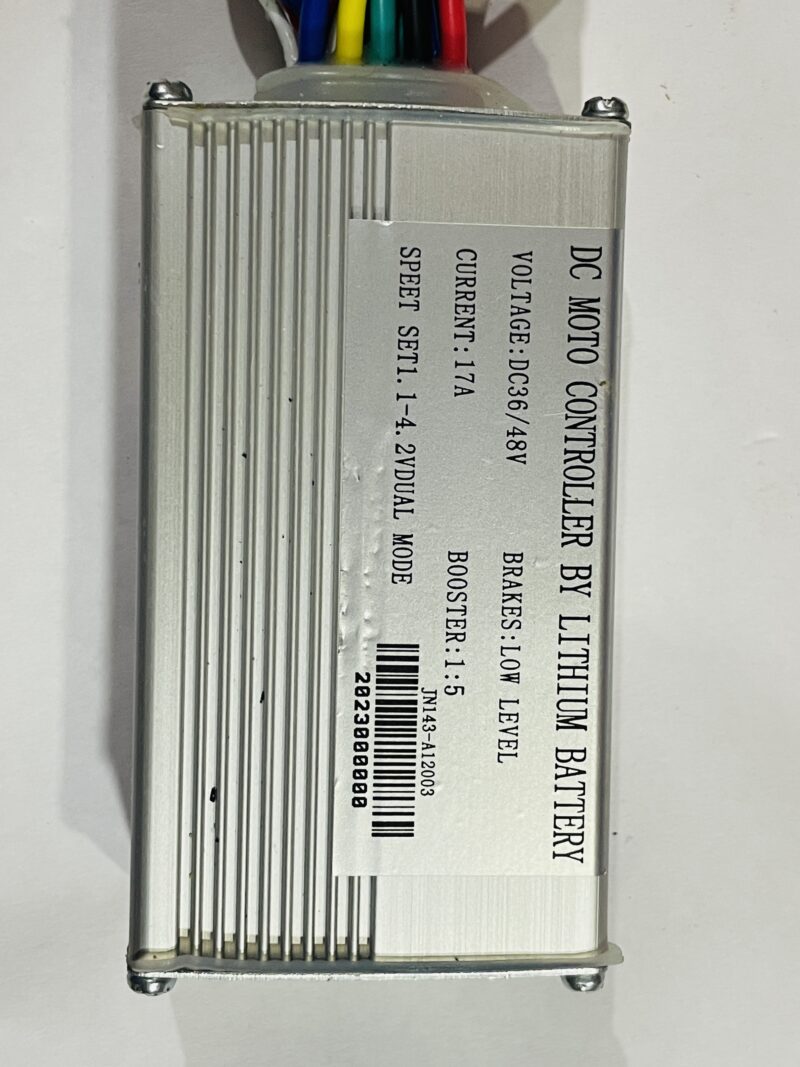 DC MOTO CONTROLLER BY LITHIUM BATTERY
VOLTAGE:DC36/48V BRAKES:LOW LEVEL
CURRENT:17A BOOSTER:1:5
SPEET SET1.1-4.2VDUAL MODE
JN143-A12003
2023000000